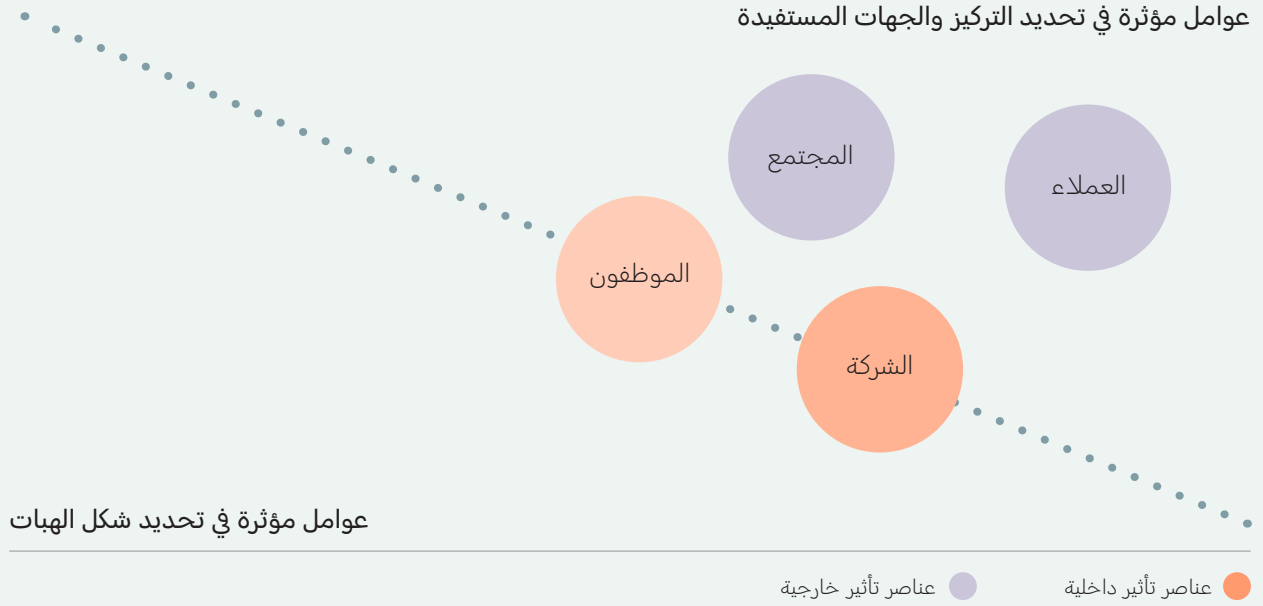 عوامل مؤثرة في تحديد التركيز والجهات المستفيدة
المجتمع
العملاء
الموظفون
الشركة
عوامل مؤثرة في تحديد شكل الهبات
عناصر تأثير داخلية
عناصر تأثير خارجية